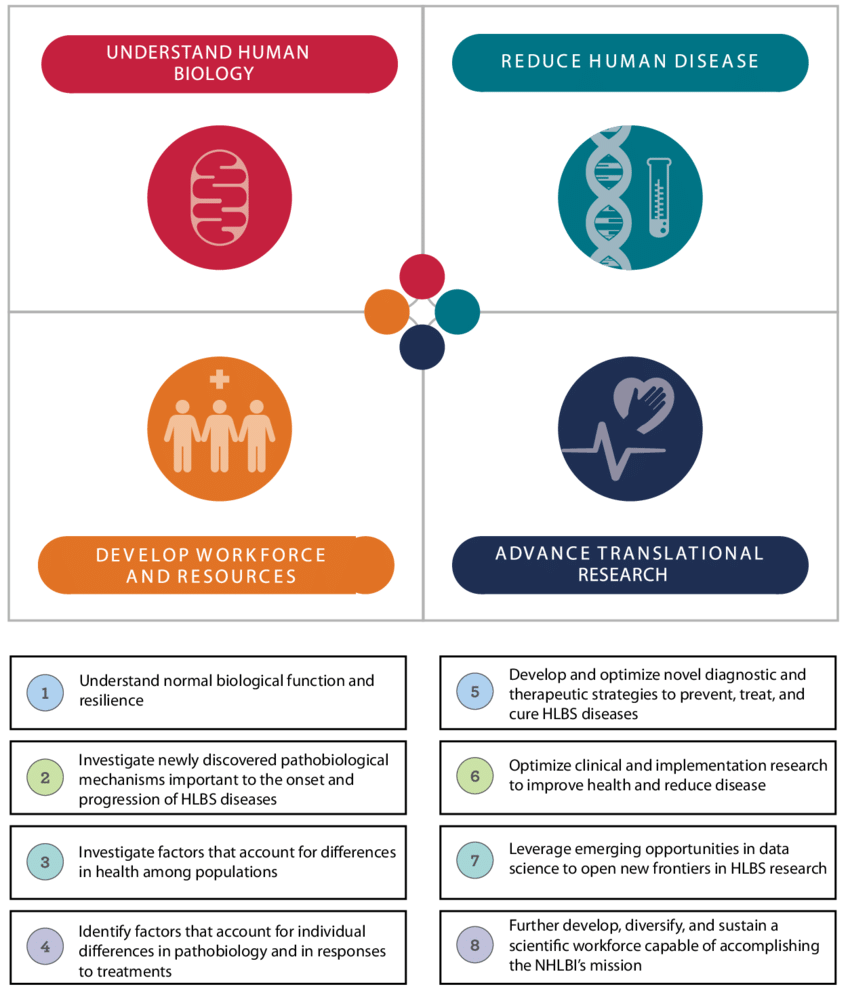 UNDERSTAND HUMAN
BIOLOGY
REDUCE HUMAN DISEASE
DEVELOP WORKFORCE
AND RESOURCES
ADVANCE TRANSLATIONAL
RESEARCH
1
Understand normal biological function and
resilience
2
Investigate newly discovered pathobiological
mechanisms important to the onset and
progression of HLBS diseases
3
Investigate factors that account for differences
in health among populations
4
Identify factors that account for individual
differences in pathobiology and in responses
to treatments
5
Develop and optimize novel diagnostic and
therapeutic strategies to prevent, treat, and
cure HLBS diseases
6
Optimize clinical and implementation research
to improve health and reduce disease
7
Leverage emerging opportunities in data
science to open new frontiers in HLBS research
8
Further develop, diversify, and sustain a
scientific workforce capable of accomplishing
the NHLBI’s mission